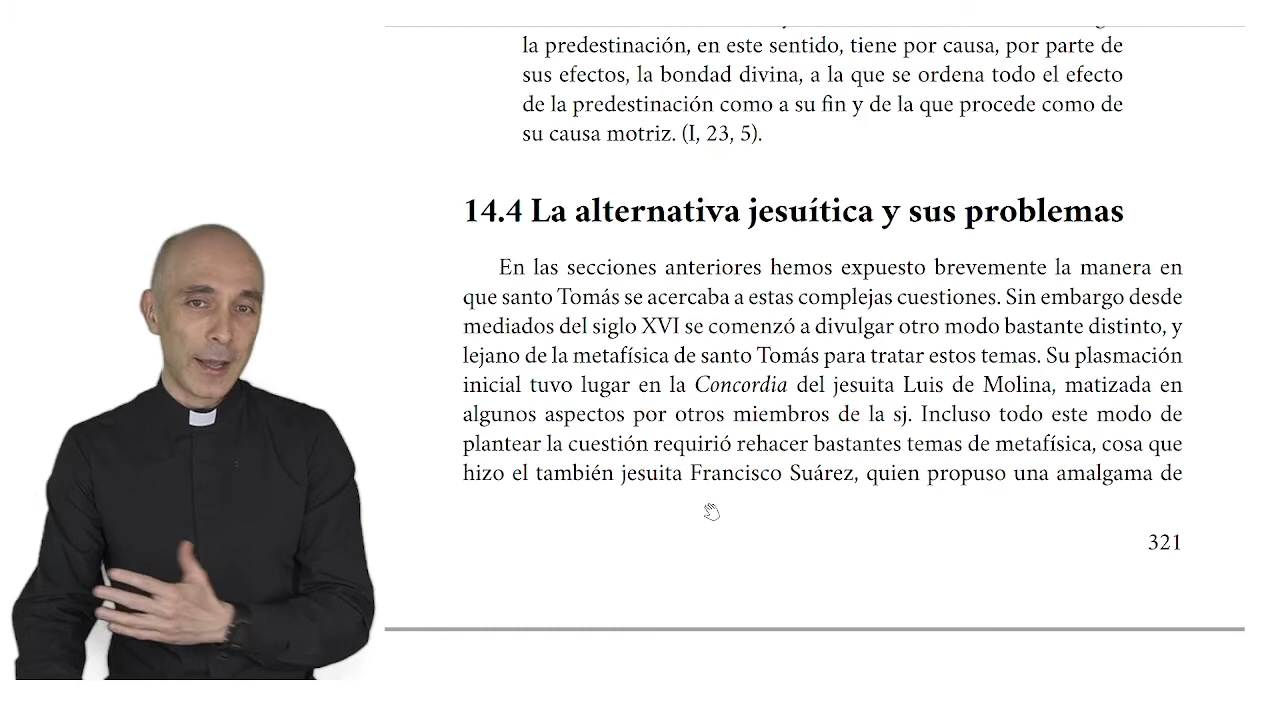 la predestinación, en este sentido, tiene por causa, por parte de
sus efectos, la bondad divina, a la que se ordena todo el efecto
de la predestinación como a su fin y de la que procede como de
su causa motriz. (I, 23, 5).
14.4 La alternativa jesuítica y sus problemas
En las secciones anteriores hemos expuesto brevemente la manera en
que santo Tomás se acercaba a estas complejas cuestiones. Sin embargo desde
mediados del siglo XVI se comenzó a divulgar otro modo bastante distinto, y
lejano de la metafísica de santo Tomás para tratar estos temas. Su plasmación
inicial tuvo lugar en la Concordia del jesuita Luis de Molina, matizada en
algunos aspectos por otros miembros de la sj. Incluso todo este modo de
plantear la cuestión requirió rehacer bastantes temas de metafísica, cosa que
hizo el también jesuita Francisco Suárez, quien propuso una amalgama de
321